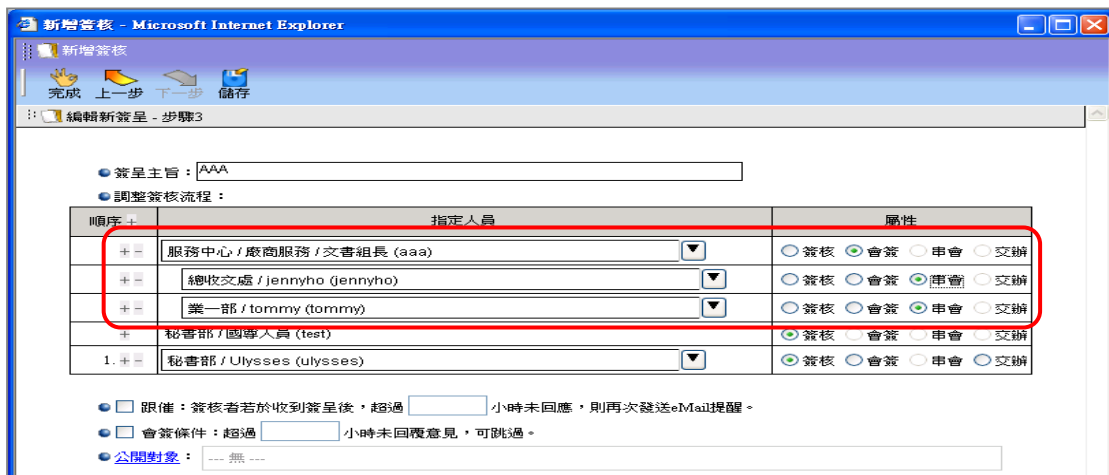 新增簽核 - Microsoft Internet Explorer
新增簽核
完成 上一步 下一步 儲存
編輯新簽呈 - 步驟3
簽呈主旨：AAA
調整簽核流程：
順序 + 指定人員 屬性
+ - 服務中心 / 廠商服務 / 文書組長 (aaa) 簽核 會簽 串會 交辦
+ - 總收文處 / jennyho (jennyho) 簽核 會簽 串會 交辦
+ - 業一部 / tommy (tommy) 簽核 會簽 串會 交辦
+ 秘書部 / 國尊人員 (test) 簽核 會簽 串會 交辦
1. + - 秘書部 / Ulysses (ulysses) 簽核 會簽 串會 交辦
跟催：簽核者若於收到簽呈後，超過 小時未回應，則再次發送eMail提醒。
會簽條件：超過 小時未回覆意見，可跳過。
公開對象： --- 無 ---